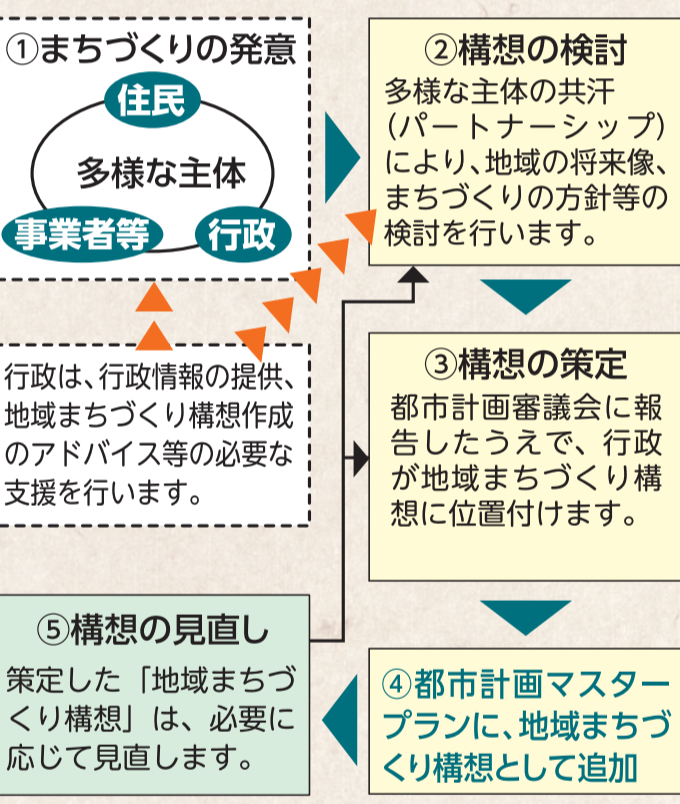 ①まちづくりの発意
住民
多様な主体
事業者等
行政
②構想の検討
多様な主体の共汗
(パートナーシップ)
により、地域の将来像、
まちづくりの方針等の
検討を行います。
行政は、行政情報の提供、
地域まちづくり構想作成
のアドバイス等の必要な
支援を行います。
③構想の策定
都市計画審議会に報
告したうえで、行政
が地域まちづくり構
想に位置付けます。
④都市計画マスター
プランに、地域まちづ
くり構想として追加
⑤構想の見直し
策定した「地域まちづ
くり構想」は、必要に
応じて見直します。